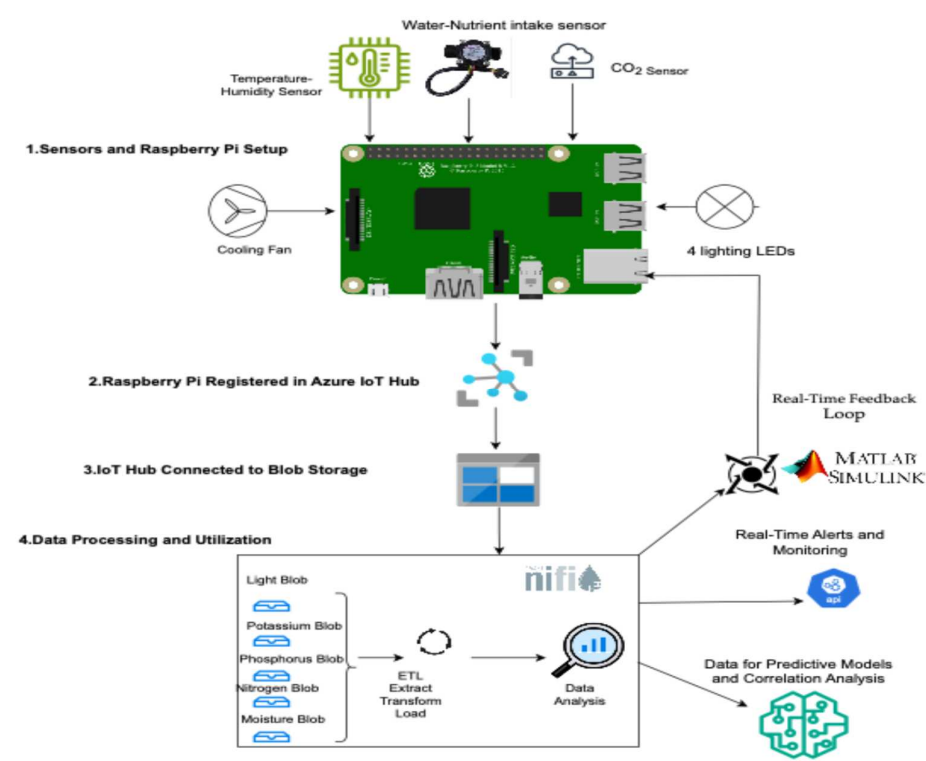 Water-Nutrient intake sensor
Temperature-
Humidity Sensor
CO2 Sensor
1.Sensors and Raspberry Pi Setup
Cooling Fan
4 lighting LEDs
2.Raspberry Pi Registered in Azure IoT Hub
Real-Time Feedback
Loop
3.IoT Hub Connected to Blob Storage
MATLAB
SIMULINK
4.Data Processing and Utilization
Real-Time Alerts and
Monitoring
nifi
Light Blob
api
Potassium Blob
Phosphorus Blob
Nitrogen Blob
Moisture Blob
ETL
Extract
Transform
Load
Data
Analysis
Data for Predictive Models
and Correlation Analysis